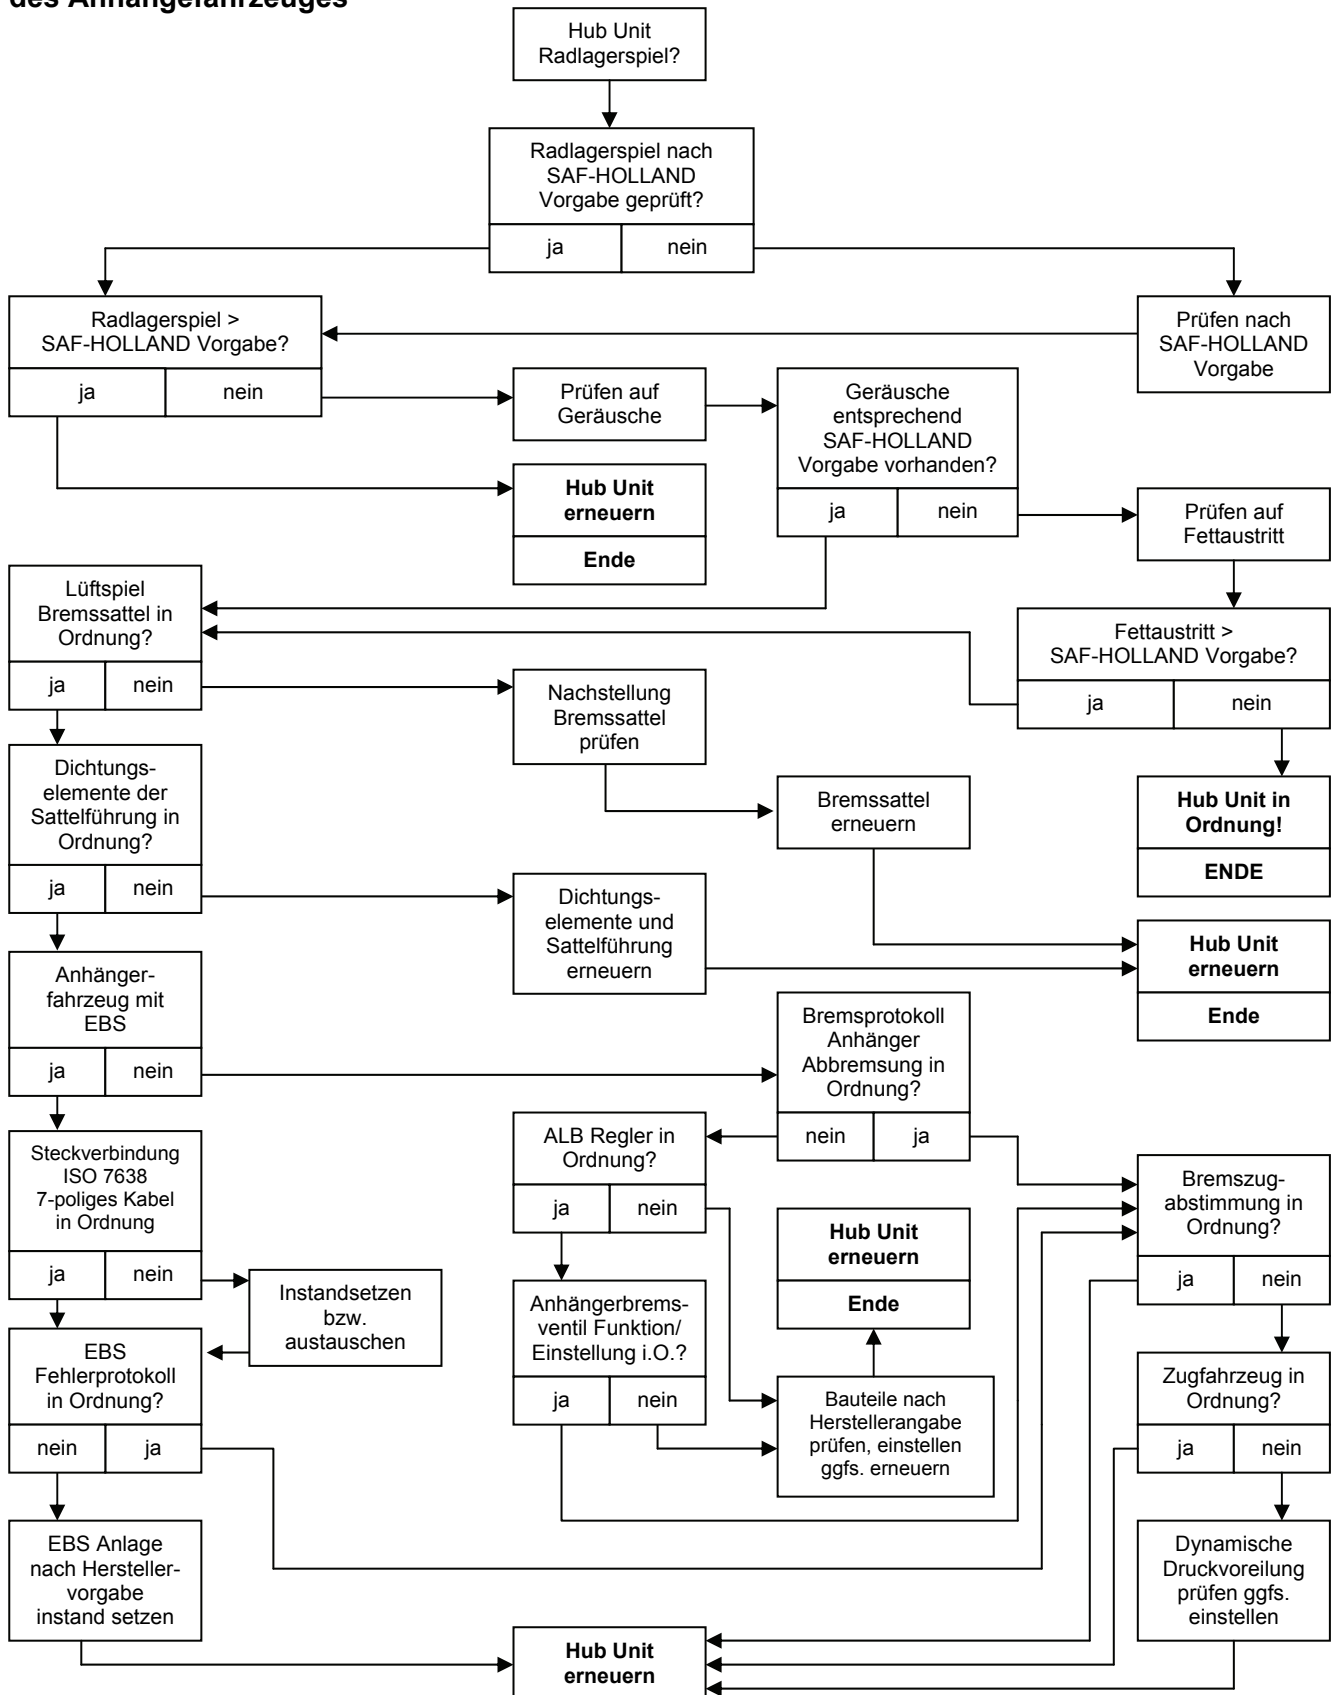 des Anhängefahrzeuges
Hub Unit
Radlagerspiel?
Radlagerspiel nach
SAF-HOLLAND
Vorgabe geprüft?
ja
nein
Radlagerspiel >
SAF-HOLLAND Vorgabe?
ja
nein
Prüfen nach
SAF-HOLLAND
Vorgabe
Prüfen auf
Geräusche
Geräusche
entsprechend
SAF-HOLLAND
Vorgabe vorhanden?
ja
nein
Hub Unit
erneuern
Ende
Prüfen auf
Fettaustritt
Lüftspiel
Bremssattel in
Ordnung?
ja
nein
Fettaustritt >
SAF-HOLLAND Vorgabe?
ja
nein
Nachstellung
Bremssattel
prüfen
Dichtungs-
elemente der
Sattelführung in
Ordnung?
ja
nein
Bremssattel
erneuern
Hub Unit in
Ordnung!
ENDE
Dichtungs-
elemente und
Sattelführung
erneuern
Hub Unit
erneuern
Ende
Anhänger-
fahrzeug mit
EBS
ja
nein
Bremsprotokoll
Anhänger
Abbremsung in
Ordnung?
nein
ja
Steckverbindung
ISO 7638
7-poliges Kabel
in Ordnung
ja
nein
ALB Regler in
Ordnung?
ja
nein
Bremszug-
abstimmung in
Ordnung?
ja
nein
Hub Unit
erneuern
Ende
Instandsetzen
bzw.
austauschen
Anhängerbrems-
ventil Funktion/
Einstellung i.O.?
ja
nein
EBS
Fehlerprotokoll
in Ordnung?
nein
ja
Bauteile nach
Herstellerangabe
prüfen, einstellen
ggfs. erneuern
Zugfahrzeug in
Ordnung?
ja
nein
EBS Anlage
nach Hersteller-
vorgabe
instand setzen
Dynamische
Druckvoreilung
prüfen ggfs.
einstellen
Hub Unit
erneuern